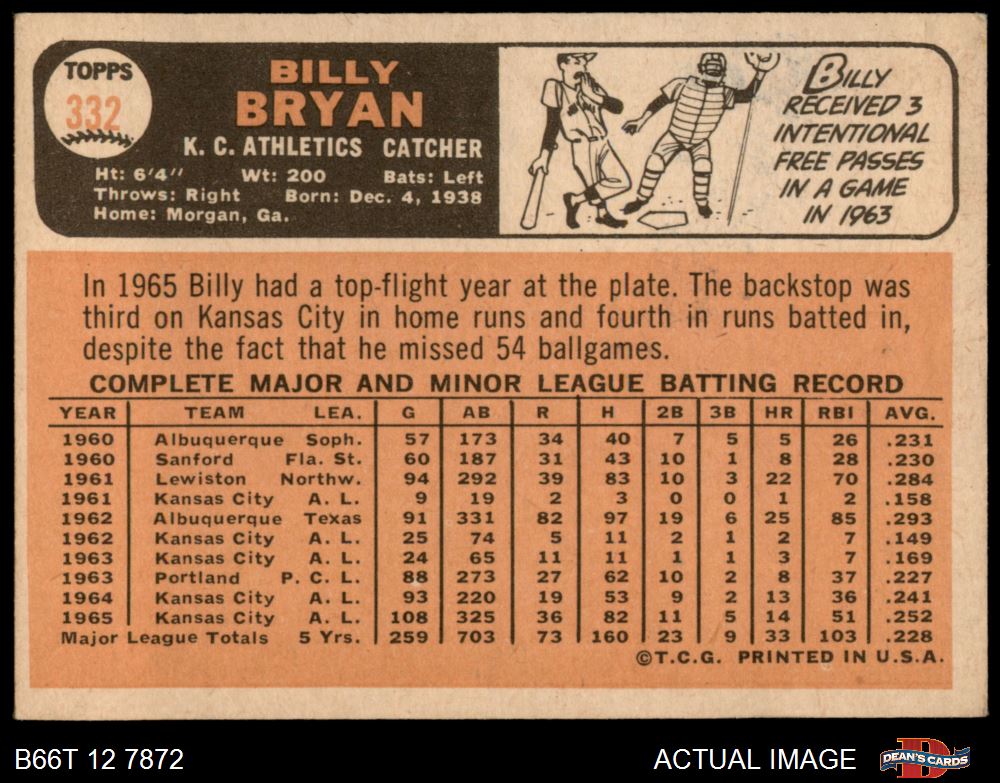 TOPPS
332
BILLY
BRYAN
K. C. ATHLETICS CATCHER
Ht: 6'4" Wt: 200 Bats: Left
Throws: Right Born: Dec. 4, 1938
Home: Morgan, Ga.
BILLY
RECEIVED 3
INTENTIONAL
FREE PASSES
IN A GAME
IN 1963
In 1965 Billy had a top-flight year at the plate. The backstop was
third on Kansas City in home runs and fourth in runs batted in,
despite the fact that he missed 54 ballgames.
COMPLETE MAJOR AND MINOR LEAGUE BATTING RECORD
YEAR TEAM LEA. G AB R H 2B 3B HR RBI AVG.
1960 Albuquerque Soph. 57 173 34 40 7 5 5 26 .231
1960 Sanford Fla. St. 60 187 31 43 10 1 8 28 .230
1961 Lewiston Northw. 94 292 39 83 10 3 22 70 .284
1961 Kansas City A. L. 9 19 2 3 0 0 1 2 .158
1962 Albuquerque Texas 91 331 82 97 19 6 25 85 .293
1962 Kansas City A. L. 25 74 5 11 2 1 2 7 .149
1963 Kansas City A. L. 24 65 11 11 1 1 3 7 .169
1963 Portland P. C. L. 88 273 27 62 10 2 8 37 .227
1964 Kansas City A. L. 93 220 19 53 9 2 13 36 .241
1965 Kansas City A. L. 108 325 36 82 11 5 14 51 .252
Major League Totals 5 Yrs. 259 703 73 160 23 9 33 103 .228
©T.C.G. PRINTED IN U.S.A.
B66T 12 7872
ACTUAL IMAGE
DEAN'S CARDS